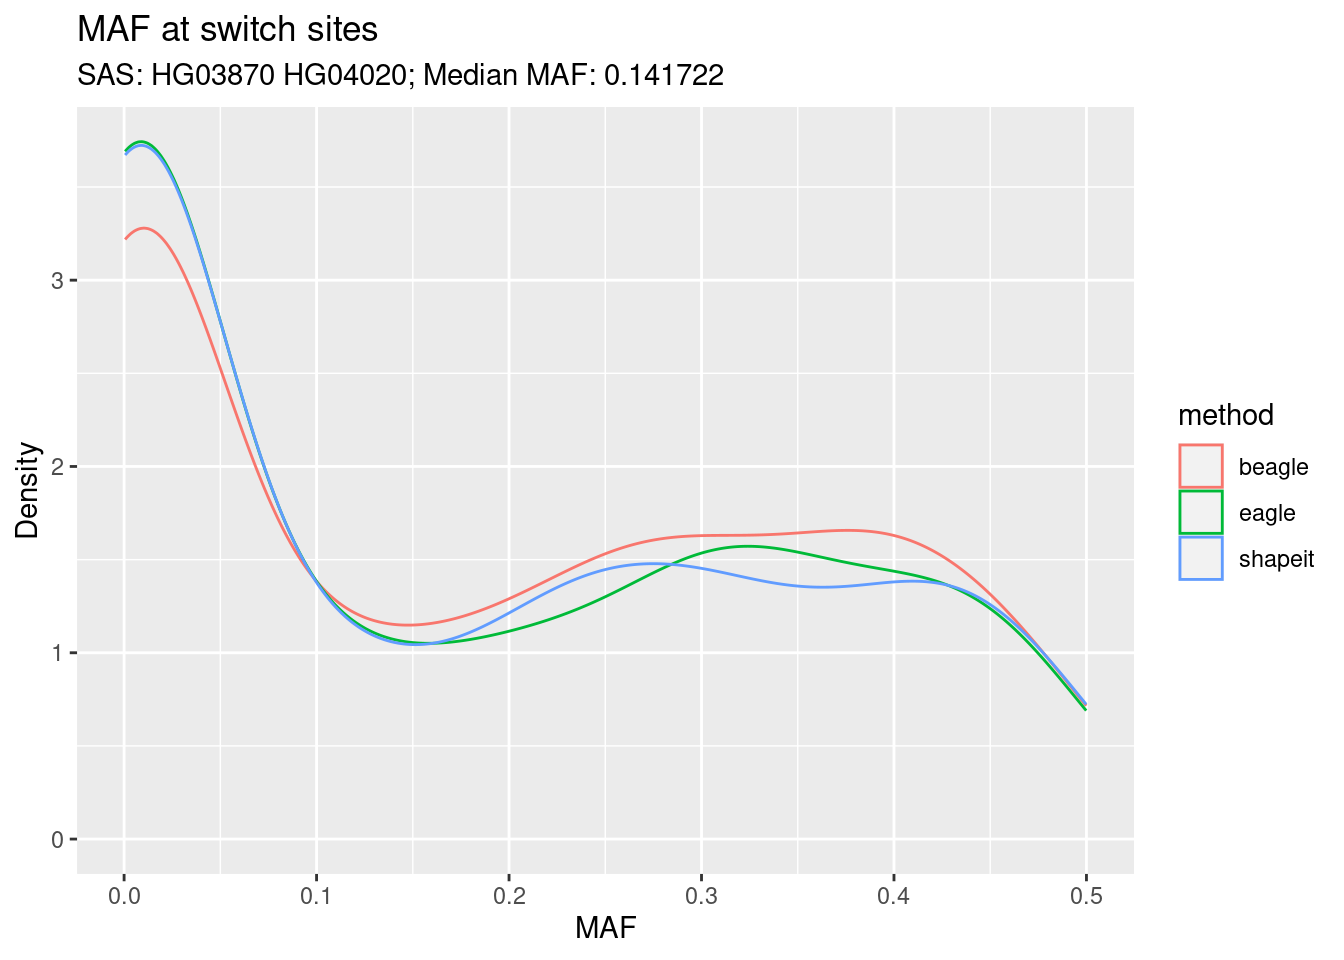 MAF at switch sites
SAS: HG03870 HG04020; Median MAF: 0.141722
Density
3
2
1
0
0.0 0.1 0.2 0.3 0.4 0.5
MAF
method
beagle
eagle
shapeit